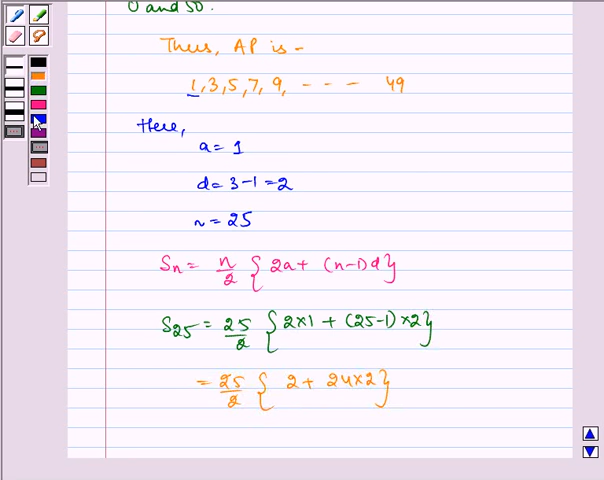 0 and 50.
Thus, AP is -
1, 3, 5, 7, 9, - - - - 49
Here,
a = 1
d = 3-1 = 2
n = 25
Sn = n/2 { 2a + (n-1)d }
S25 = 25/2 { 2×1 + (25-1)×2 }
= 25/2 { 2 + 24×2 }